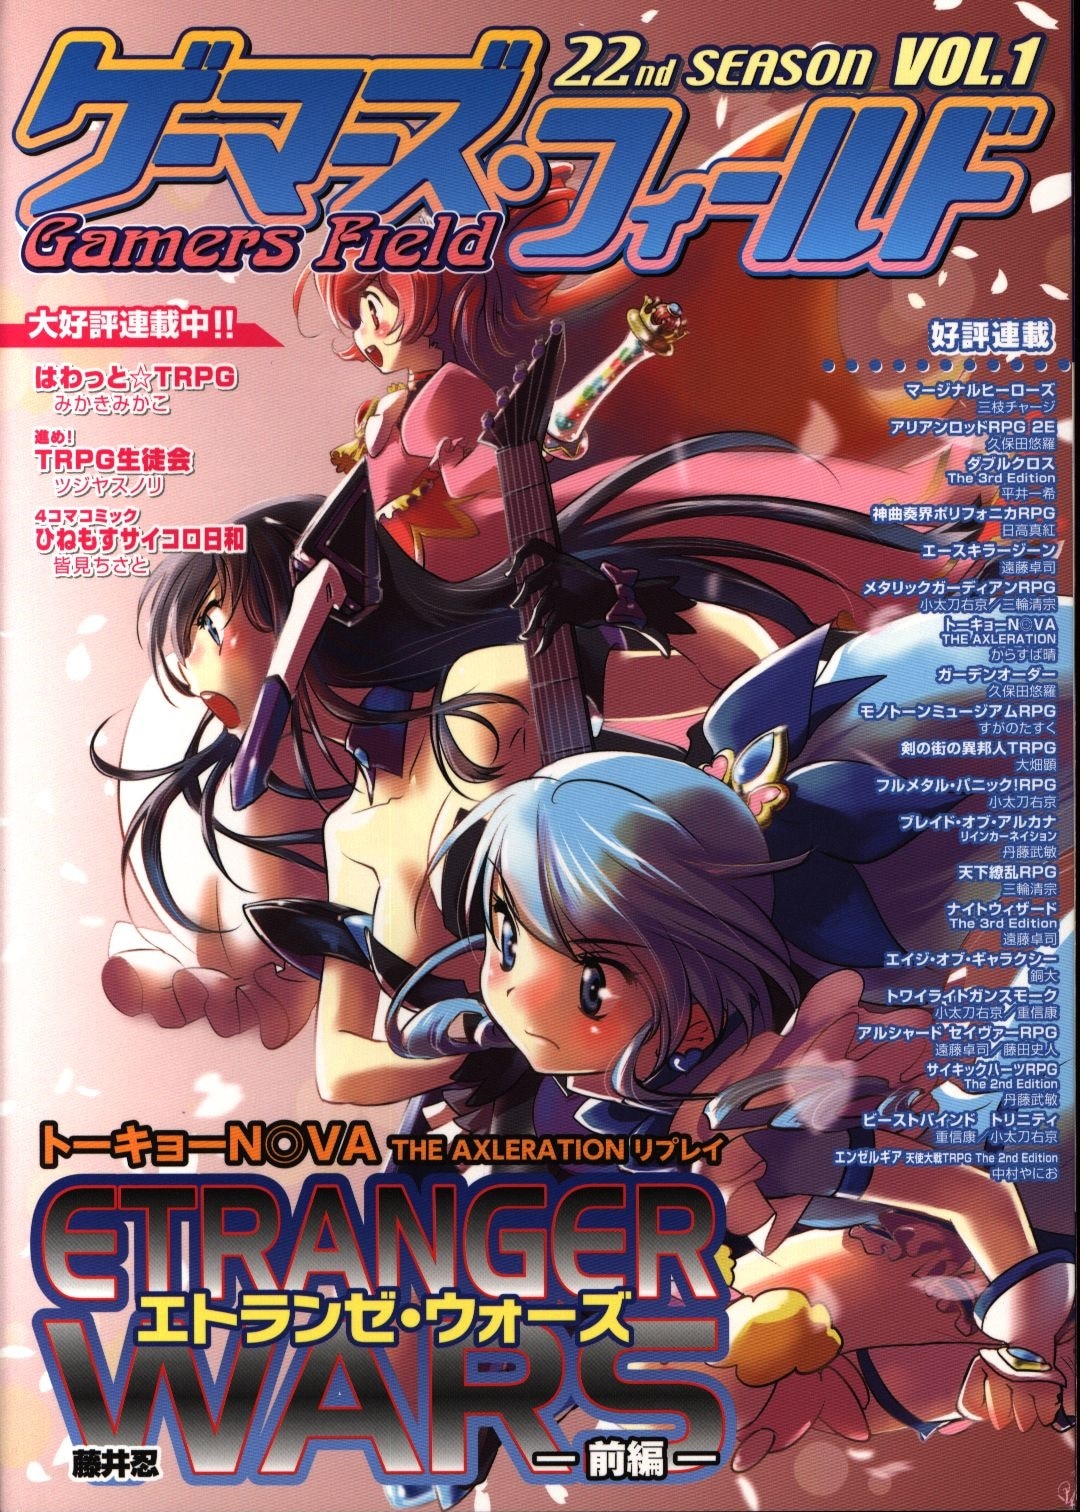 22nd SEASON VOL.1
ゲーマーズ・フィールド
Gamers Field
大好評連載中!!
はわっと☆TRPG
みかきみかこ
進め!
TRPG生徒会
ツジヤスノリ
4コマコミック
ひねもすサイコロ日和
皆見ちさと
好評連載
マージナルヒーローズ
三枝チャージ
アリアンロッドRPG 2E
久保田悠羅
ダブルクロス
The 3rd Edition
平井一希
神曲奏界ポリフォニカRPG
日高真紅
エースキラージーン
遠藤卓司
メタリックガーディアンRPG
小太刀右京／三輪清宗
トーキョーN◎VA
THE AXLERATION
からすば晴
ガーデンオーダー
久保田悠羅
モノトーンミュージアムRPG
すがのたすく
剣の街の異邦人TRPG
大畑顕
フルメタル・パニック!RPG
小太刀右京
ブレイド・オブ・アルカナ
リインカーネイション
丹藤武敏
天下繚乱RPG
三輪清宗
ナイトウィザード
The 3rd Edition
遠藤卓司
エイジ・オブ・ギャラクシー
銅大
トワイライトガンスモーク
小太刀右京／重信康
アルシャード セイヴァーRPG
遠藤卓司／藤田史人
サイキックハーツRPG
The 2nd Edition
丹藤武敏
ビーストバインド トリニティ
重信康／小太刀右京
エンゼルギア 天使大戦TRPG The 2nd Edition
中村やにお
トーキョーN◎VA THE AXLERATION リプレイ
ETRANGER
エトランゼ・ウォーズ
WARS
藤井忍
― 前編 ―